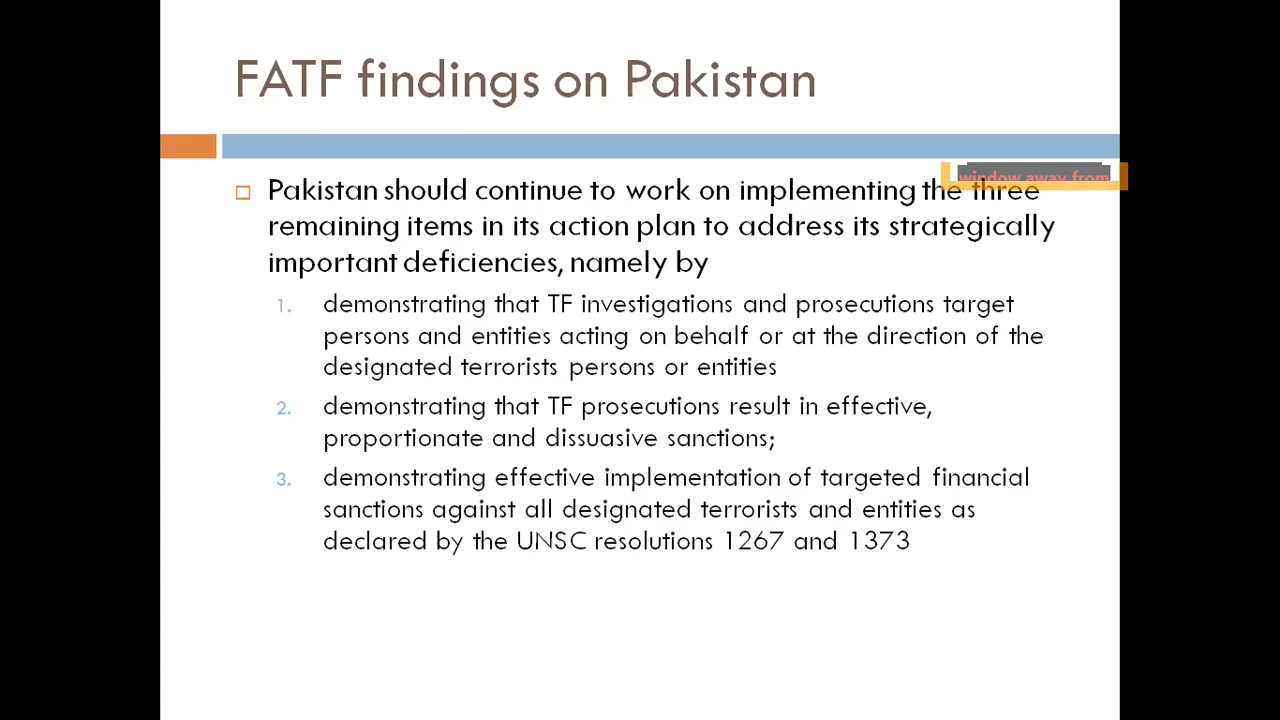 FATF findings on Pakistan
window away from
Pakistan should continue to work on implementing the three
remaining items in its action plan to address its strategically
important deficiencies, namely by
1. demonstrating that TF investigations and prosecutions target
persons and entities acting on behalf or at the direction of the
designated terrorists persons or entities
2. demonstrating that TF prosecutions result in effective,
proportionate and dissuasive sanctions;
3. demonstrating effective implementation of targeted financial
sanctions against all designated terrorists and entities as
declared by the UNSC resolutions 1267 and 1373